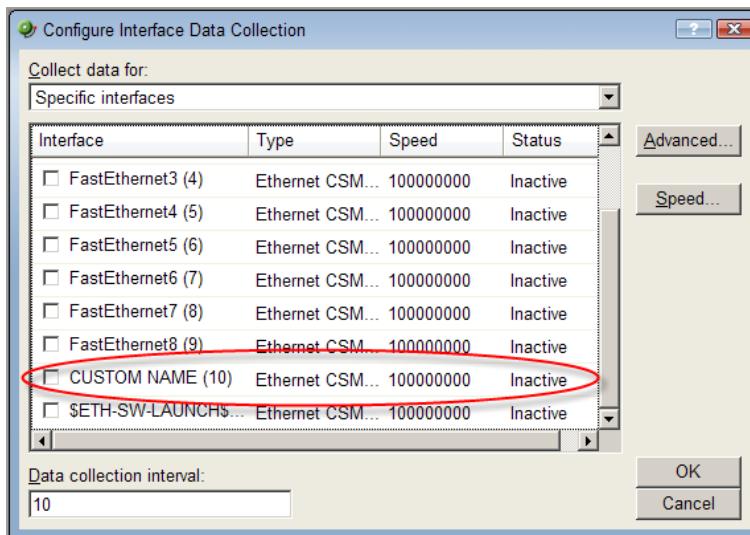 Configure Interface Data Collection
Collect data for:
Specific interfaces
Interface Type Speed Status
Advanced...
FastEthernet3 (4) Ethernet CSM... 100000000 Inactive
Speed...
FastEthernet4 (5) Ethernet CSM... 100000000 Inactive
FastEthernet5 (6) Ethernet CSM... 100000000 Inactive
FastEthernet6 (7) Ethernet CSM... 100000000 Inactive
FastEthernet7 (8) Ethernet CSM... 100000000 Inactive
FastEthernet8 (9) Ethernet CSM... 100000000 Inactive
CUSTOM NAME (10) Ethernet CSM... 100000000 Inactive
$ETH-SW-LAUNCH$... Ethernet CSM... 100000000 Inactive
Data collection interval:
10
OK
Cancel